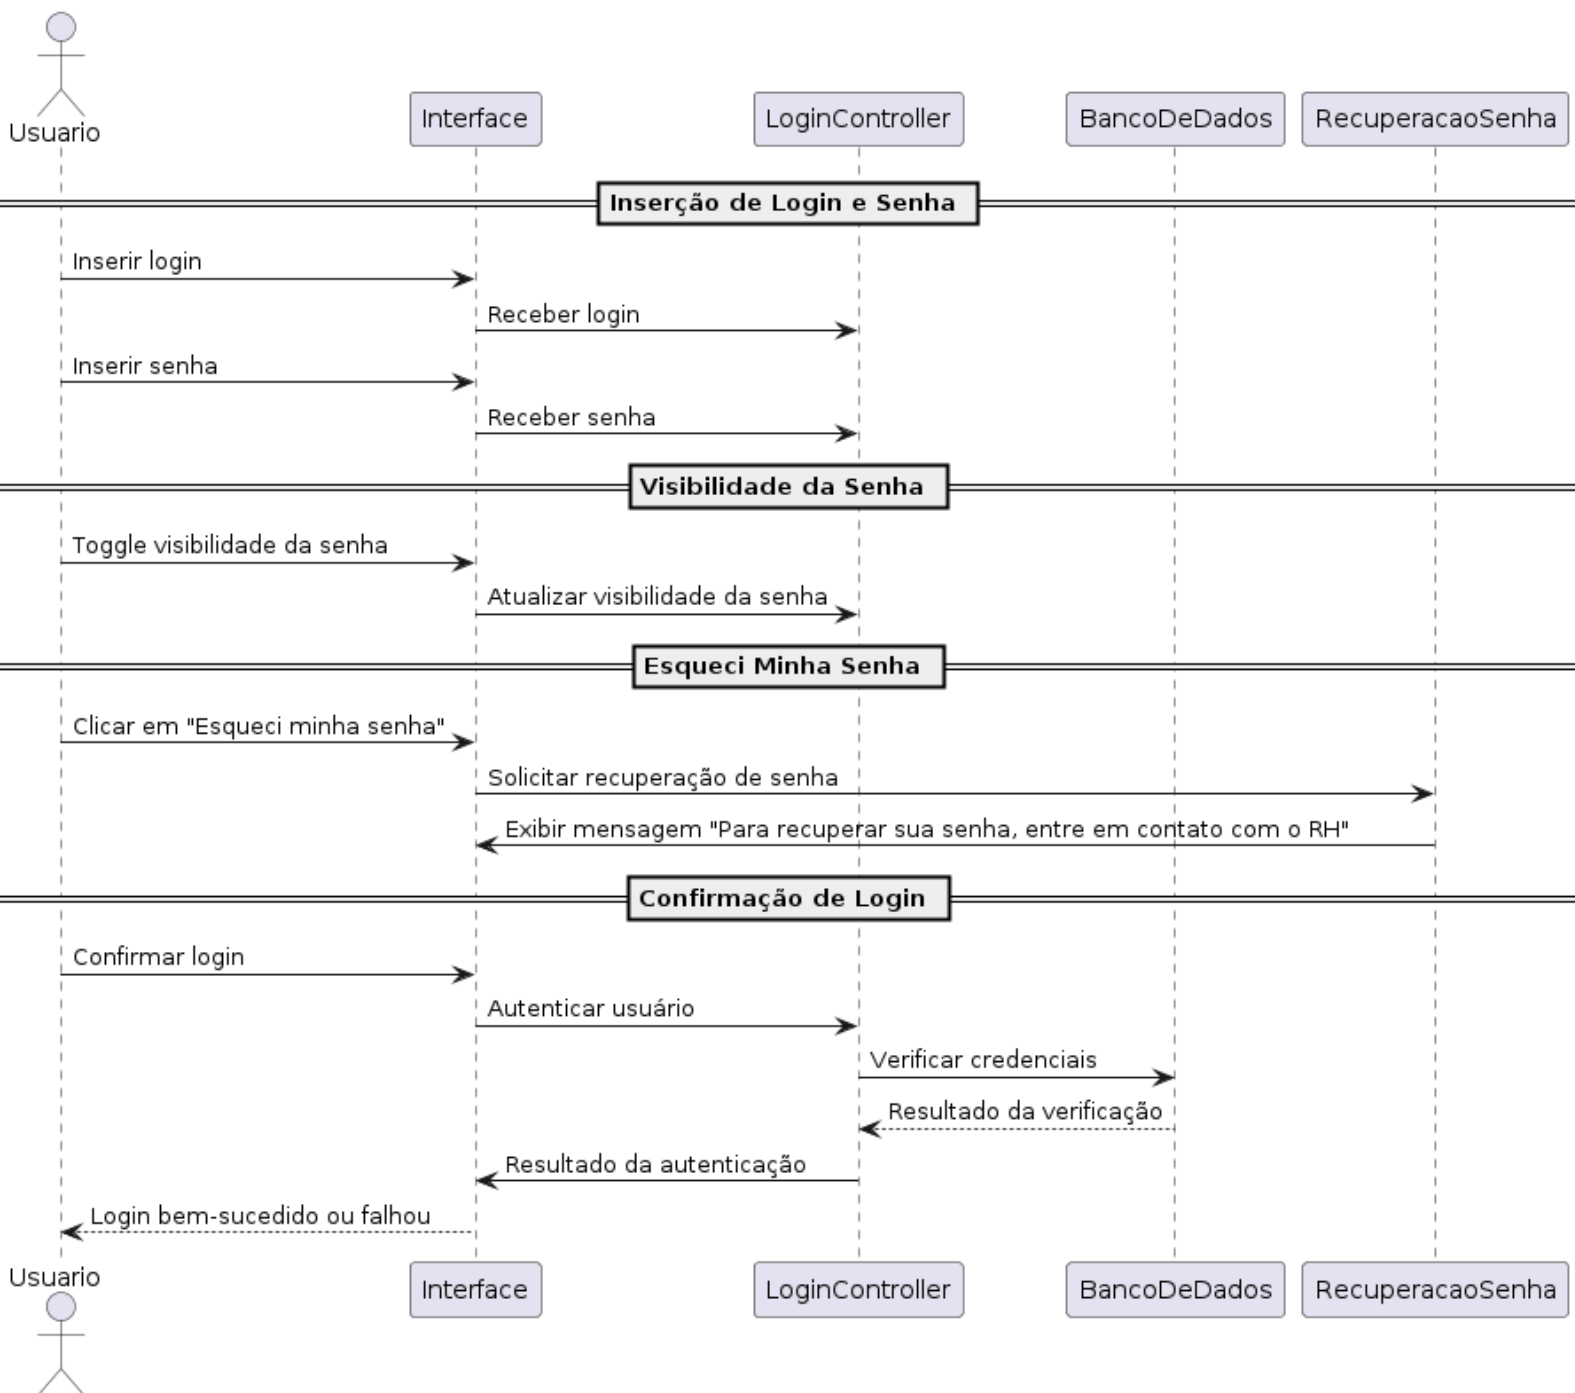 Usuario
Interface
LoginController
BancoDeDados
RecuperacaoSenha
Inserção de Login e Senha
Inserir login
Receber login
Inserir senha
Receber senha
Visibilidade da Senha
Toggle visibilidade da senha
Atualizar visibilidade da senha
Esqueci Minha Senha
Clicar em "Esqueci minha senha"
Solicitar recuperação de senha
Exibir mensagem "Para recuperar sua senha, entre em contato com o RH"
Confirmação de Login
Confirmar login
Autenticar usuário
Verificar credenciais
Resultado da verificação
Resultado da autenticação
Login bem-sucedido ou falhou
Usuario
Interface
LoginController
BancoDeDados
RecuperacaoSenha